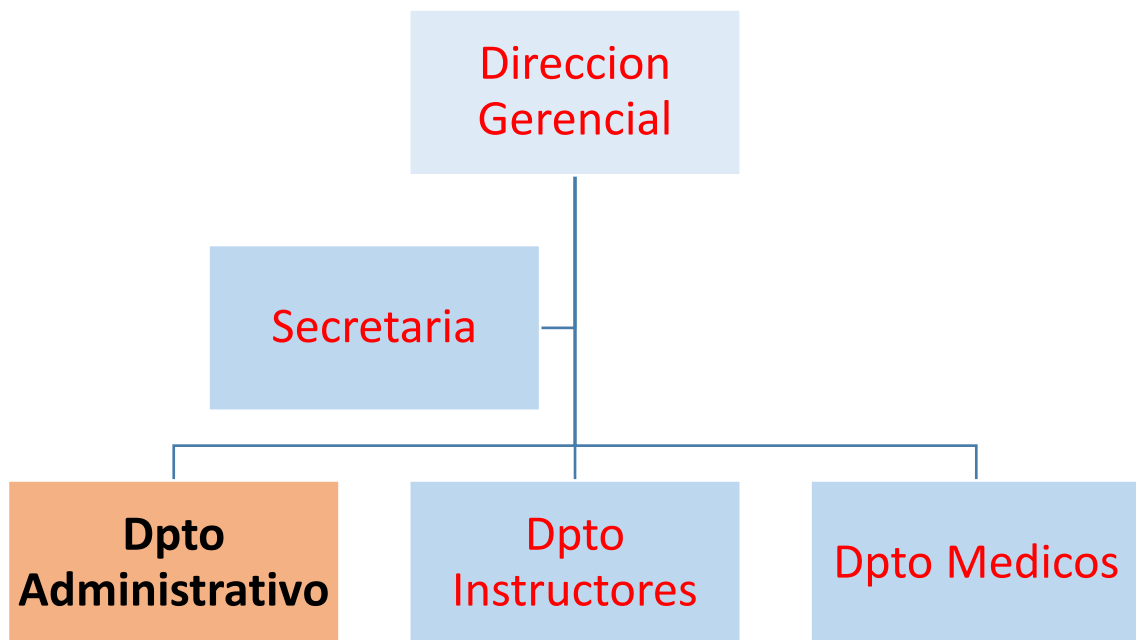 Direccion
Gerencial
Secretaria
Dpto
Administrativo
Dpto
Instructores
Dpto Medicos